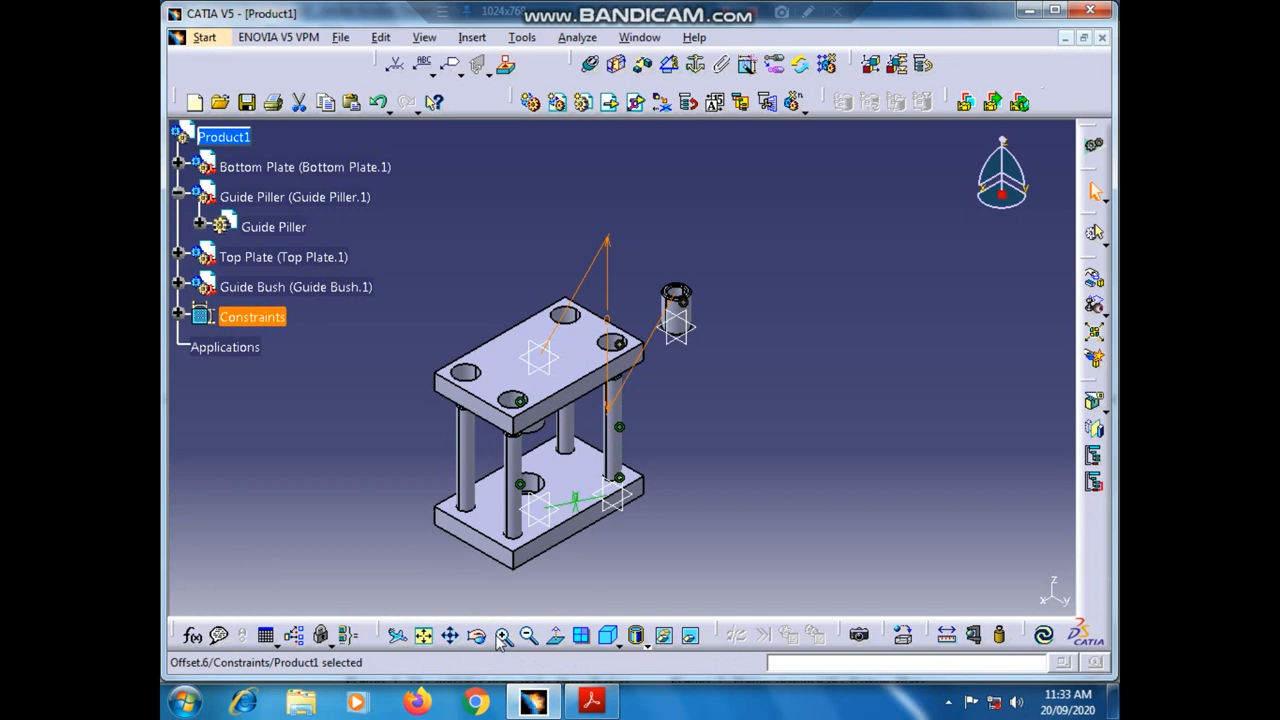 1024x768
www.BANDICAM.com
CATIA V5 - [Product1]
Start ENOVIA V5 VPM File Edit View Insert Tools Analyze Window Help
ABC
Product1
Bottom Plate (Bottom Plate.1)
Guide Piller (Guide Piller.1)
Guide Piller
Top Plate (Top Plate.1)
Guide Bush (Guide Bush.1)
Constraints
Applications
z
x y
f(x)
CATIA
Offset.6/Constraints/Product1 selected
11:33 AM
20/09/2020